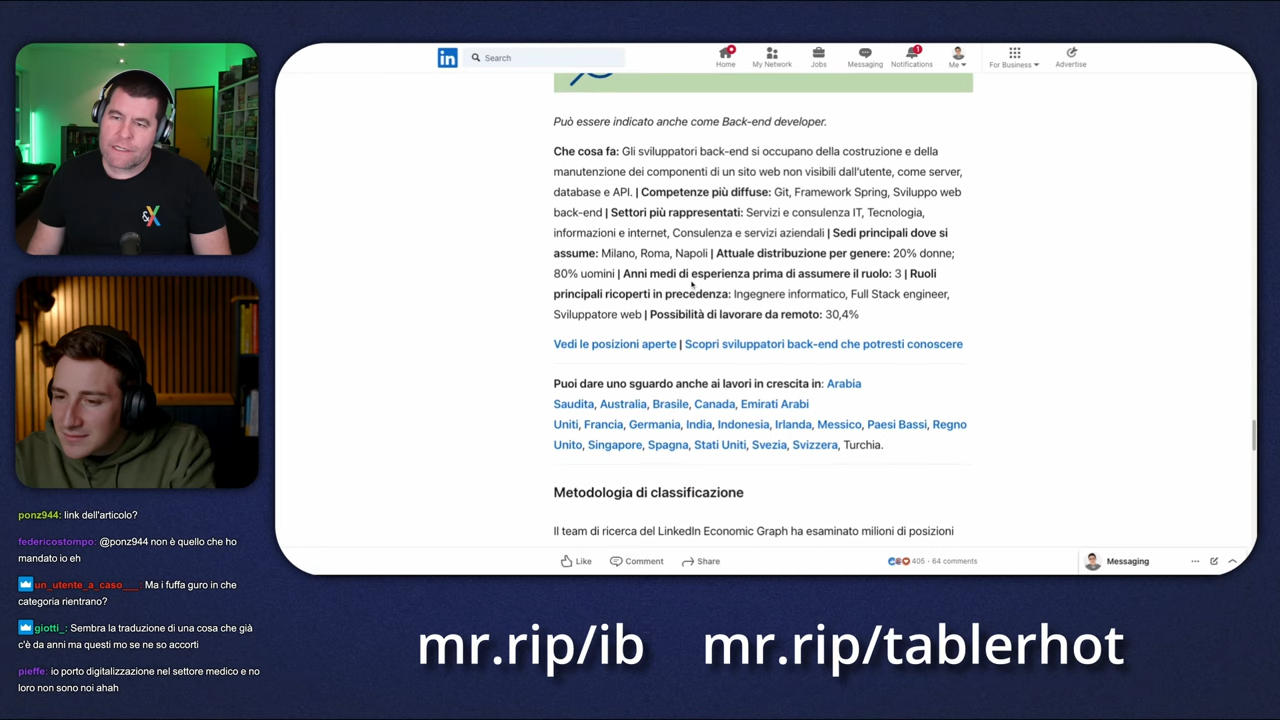 &X
ponz944: link dell'articolo?
federicostompo: @ponz944 non è quello che ho
mandato io eh
un_utente_a_caso___: Ma i fuffa guro in che
categoria rientrano?
giotti_: Sembra la traduzione di una cosa che già
c'è da anni ma questi mo se ne so accorti
pieffe: io porto digitalizzazione nel settore medico e no
loro non sono noi ahah
in
Search
Home
My Network
Jobs
Messaging
1
Notifications
Me
For Business
Advertise
Può essere indicato anche come Back-end developer.
Che cosa fa: Gli sviluppatori back-end si occupano della costruzione e della
manutenzione dei componenti di un sito web non visibili dall'utente, come server,
database e API. | Competenze più diffuse: Git, Framework Spring, Sviluppo web
back-end | Settori più rappresentati: Servizi e consulenza IT, Tecnologia,
informazioni e internet, Consulenza e servizi aziendali | Sedi principali dove si
assume: Milano, Roma, Napoli | Attuale distribuzione per genere: 20% donne;
80% uomini | Anni medi di esperienza prima di assumere il ruolo: 3 | Ruoli
principali ricoperti in precedenza: Ingegnere informatico, Full Stack engineer,
Sviluppatore web | Possibilità di lavorare da remoto: 30,4%
Vedi le posizioni aperte | Scopri sviluppatori back-end che potresti conoscere
Puoi dare uno sguardo anche ai lavori in crescita in: Arabia
Saudita, Australia, Brasile, Canada, Emirati Arabi
Uniti, Francia, Germania, India, Indonesia, Irlanda, Messico, Paesi Bassi, Regno
Unito, Singapore, Spagna, Stati Uniti, Svezia, Svizzera, Turchia.
Metodologia di classificazione
Il team di ricerca del LinkedIn Economic Graph ha esaminato milioni di posizioni
Like
Comment
Share
405 · 64 comments
Messaging
mr.rip/ib
mr.rip/tablerhot